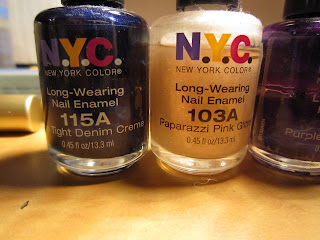 N.Y.C.
NEW YORK COLOR®
Long-Wearing
Nail Enamel
115A
Tight Denim Creme
0.45 fl oz/13.3 ml
N.Y.C.
NEW YORK COLOR®
Long-Wearing
Nail Enamel
103A
Paparazzi Pink
0.45 fl oz/13.3 ml
Purple